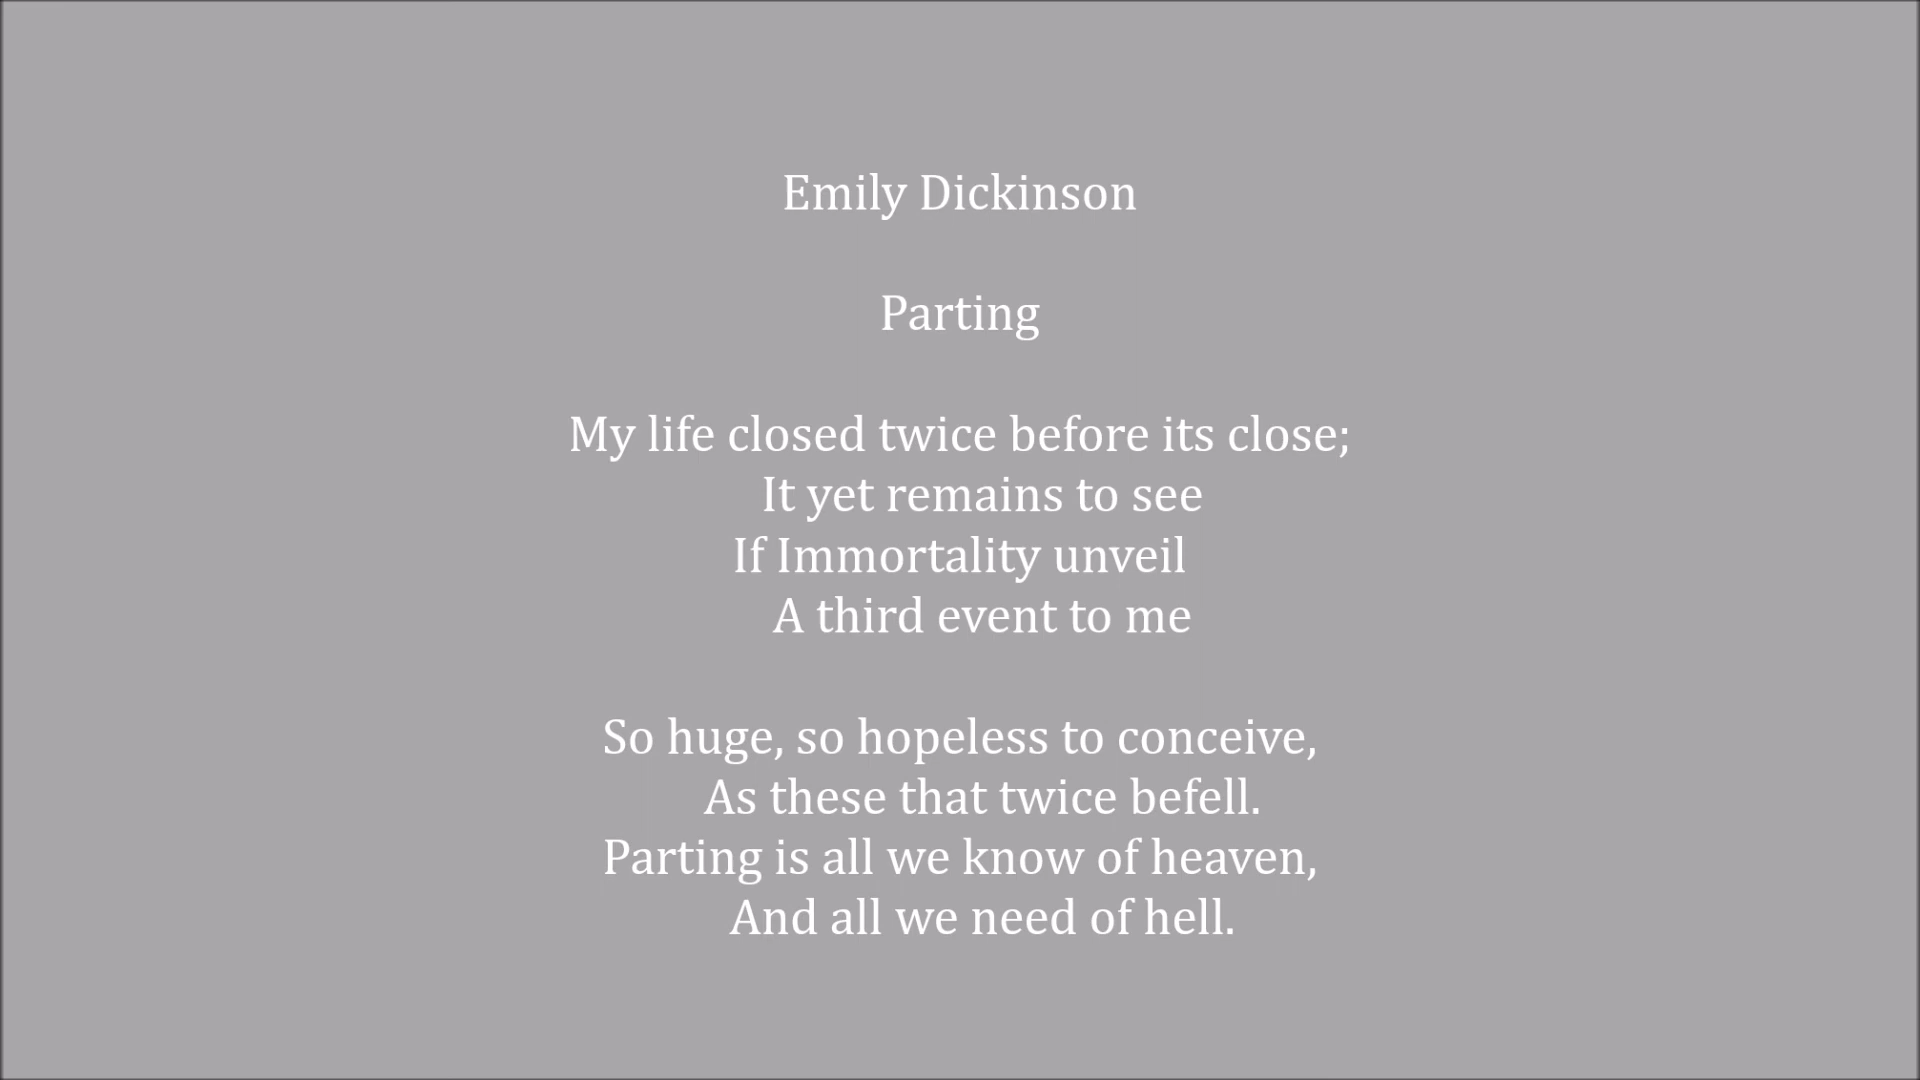 Emily Dickinson
Parting
My life closed twice before its close;
It yet remains to see
If Immortality unveil
A third event to me
So huge, so hopeless to conceive,
As these that twice befell.
Parting is all we know of heaven,
And all we need of hell.